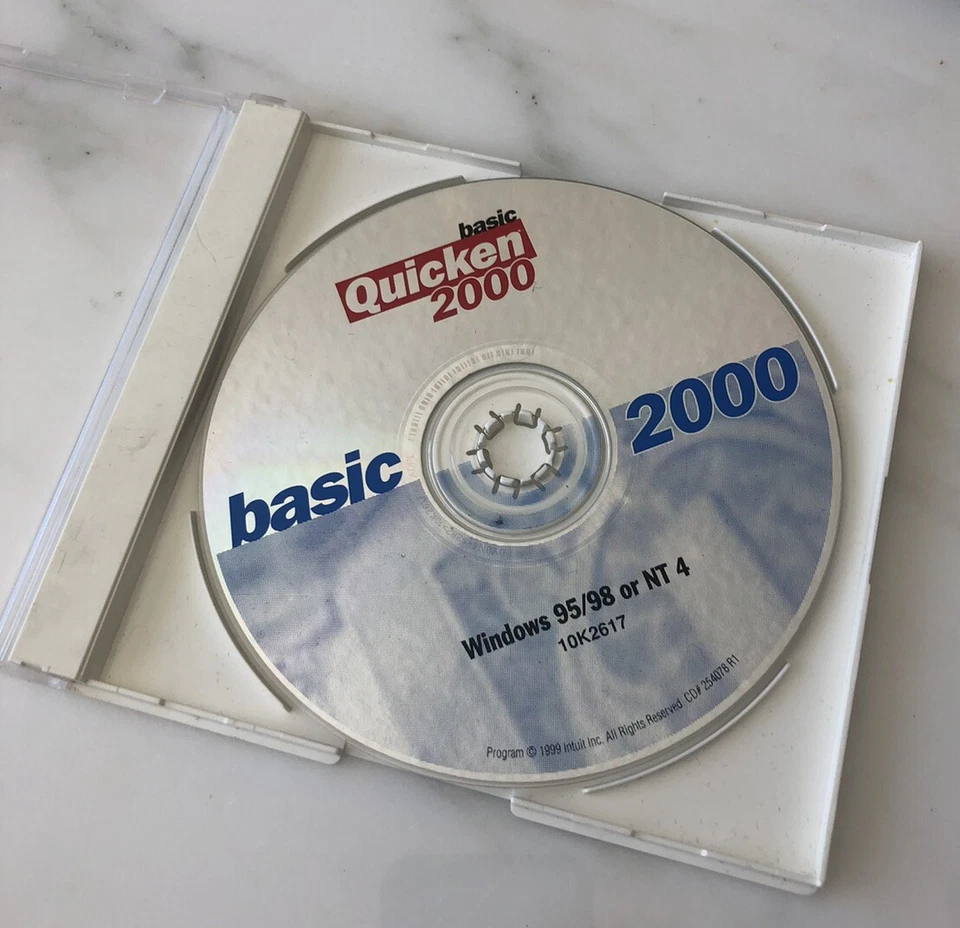 basic
Quicken
2000
basic 2000
Windows 95/98 or NT 4
10K2617
Program © 1999 Intuit Inc. All Rights Reserved. CD# 254078 R1